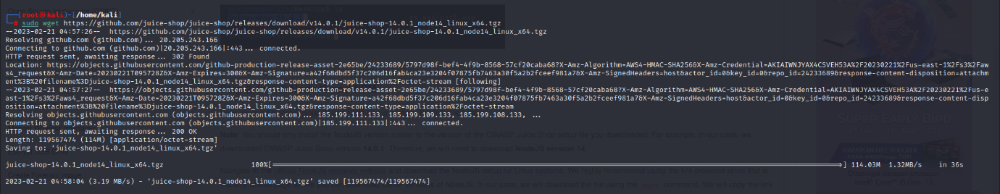 ┌──(root㉿kali)-[/home/kali]
└─# sudo wget https://github.com/juice-shop/juice-shop/releases/download/v14.0.1/juice-shop-14.0.1_node14_linux_x64.tgz
--2023-02-21 04:57:26--  https://github.com/juice-shop/juice-shop/releases/download/v14.0.1/juice-shop-14.0.1_node14_linux_x64.tgz
Resolving github.com (github.com)... 20.205.243.166
Connecting to github.com (github.com)|20.205.243.166|:443... connected.
HTTP request sent, awaiting response... 302 Found
Location: https://objects.githubusercontent.com/github-production-release-asset-2e65be/24233689/5797d98f-bef4-4f9b-8568-57cf20caba68?X-Amz-Algorithm=AWS4-HMAC-SHA256&X-Amz-Credential=AKIAIWNJYAX4CSVEH53A%2F20230221%2Fus-east-1%2Fs3%2Faws4_request&X-Amz-Date=20230221T095728Z&X-Amz-Expires=300&X-Amz-Signature=a42f68dbd5f37c206d16fab4ca23e3204f07875fb7463a30f5a2b2fceef981a7&X-Amz-SignedHeaders=host&actor_id=0&key_id=0&repo_id=24233689&response-content-disposition=attachm
ent%3B%20filename%3Djuice-shop-14.0.1_node14_linux_x64.tgz&response-content-type=application%2Foctet-stream [following]
--2023-02-21 04:57:27--  https://objects.githubusercontent.com/github-production-release-asset-2e65be/24233689/5797d98f-bef4-4f9b-8568-57cf20caba68?X-Amz-Algorithm=AWS4-HMAC-SHA256&X-Amz-Credential=AKIAIWNJYAX4CSVEH53A%2F20230221%2Fus-e
ast-1%2Fs3%2Faws4_request&X-Amz-Date=20230221T095728Z&X-Amz-Expires=300&X-Amz-Signature=a42f68dbd5f37c206d16fab4ca23e3204f07875fb7463a30f5a2b2fceef981a7&X-Amz-SignedHeaders=host&actor_id=0&key_id=0&repo_id=24233689&response-content-disp
osition=attachment%3B%20filename%3Djuice-shop-14.0.1_node14_linux_x64.tgz&response-content-type=application%2Foctet-stream
Resolving objects.githubusercontent.com (objects.githubusercontent.com)... 185.199.111.133, 185.199.109.133, 185.199.108.133, ...
Connecting to objects.githubusercontent.com (objects.githubusercontent.com)|185.199.111.133|:443... connected.
HTTP request sent, awaiting response... 200 OK
Length: 119567474 (114M) [application/octet-stream]
Saving to: ‘juice-shop-14.0.1_node14_linux_x64.tgz’
juice-shop-14.0.1_node14_linux_x64.tgz 100%[===================>] 114.03M 1.32MB/s in 36s
2023-02-21 04:58:04 (3.19 MB/s) - ‘juice-shop-14.0.1_node14_linux_x64.tgz’ saved [119567474/119567474]